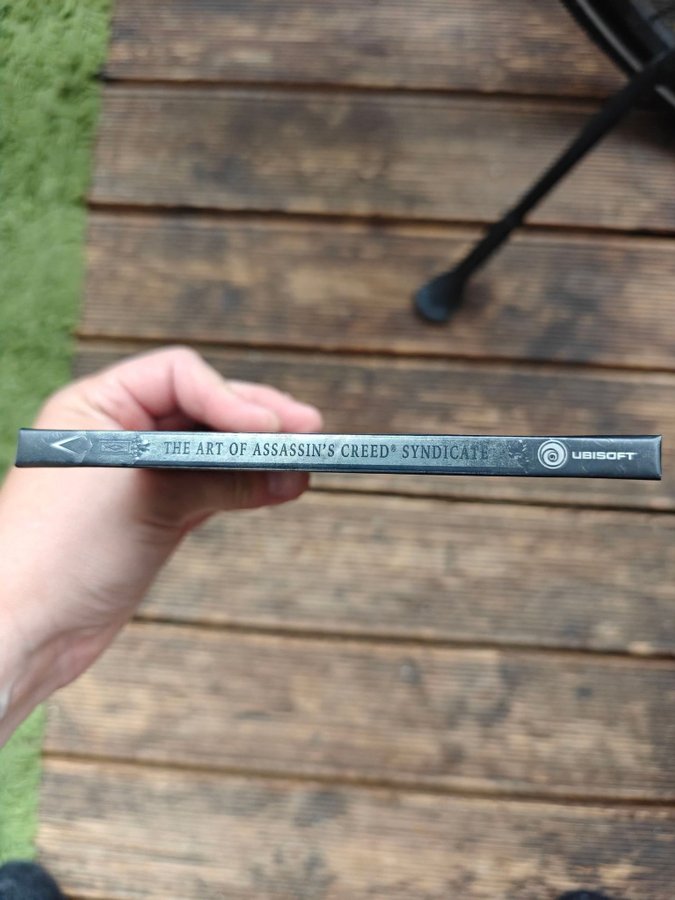 THE ART OF ASSASSIN'S CREED® SYNDICATE
UBISOFT